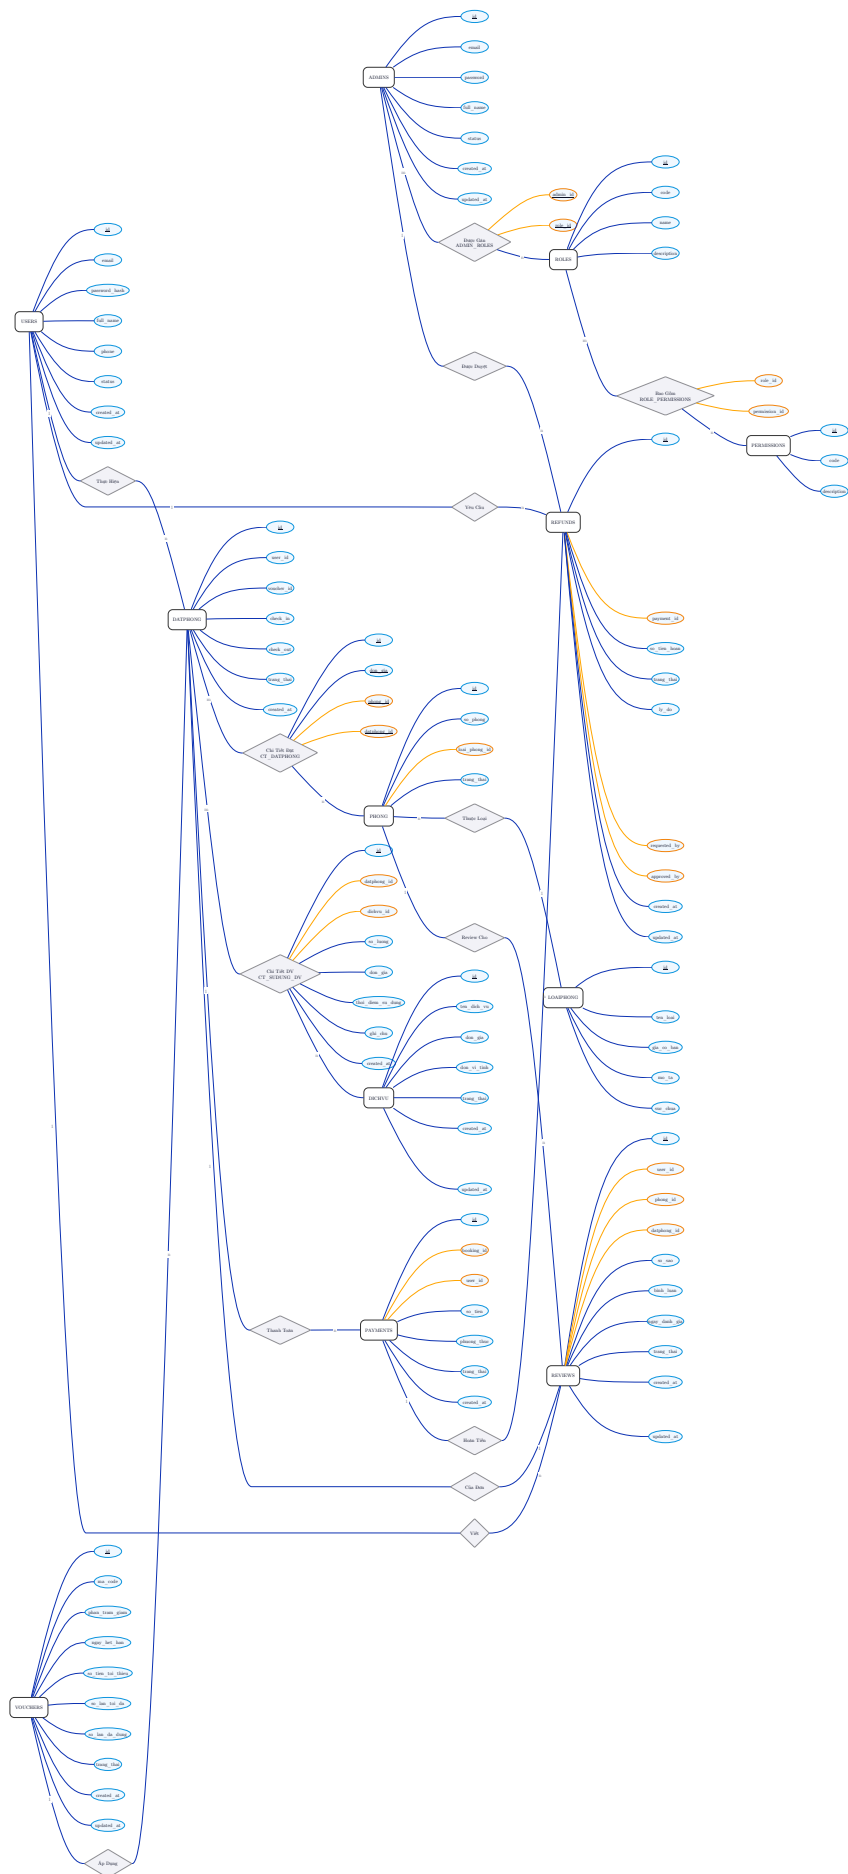 id
email
ADMINS
password
full_name
status
created_at
updated_at
admin_id
role_id
Được Gán
ADMIN_ROLES
id
code
name
description
ROLES
id
email
password_hash
USERS
full_name
phone
status
created_at
updated_at
Được Duyệt
Bao Gồm
ROLE_PERMISSIONS
role_id
permission_id
id
PERMISSIONS
code
description
id
Thực Hiện
Yêu Cầu
REFUNDS
id
user_id
voucher_id
DATPHONG
check_in
check_out
trang_thai
created_at
payment_id
so_tien_hoan
trang_thai
ly_do
id
don_gia
phong_id
datphong_id
Chi Tiết Đặt
CT_DATPHONG
id
so_phong
loai_phong_id
trang_thai
PHONG
Thuộc Loại
requested_by
approved_by
created_at
updated_at
id
datphong_id
dichvu_id
so_luong
Chi Tiết DV
CT_SUDUNG_DV
don_gia
thoi_diem_su_dung
ghi_chu
created_at
Review Cho
id
ten_dich_vu
don_gia
don_vi_tinh
DICHVU
trang_thai
created_at
updated_at
id
LOAIPHONG
ten_loai
gia_co_ban
mo_ta
suc_chua
id
user_id
phong_id
datphong_id
so_sao
binh_luan
ngay_danh_gia
trang_thai
REVIEWS
created_at
updated_at
id
booking_id
user_id
so_tien
Thanh Toán
PAYMENTS
phuong_thuc
trang_thai
created_at
Hoàn Tiền
Của Đơn
Viết
id
ma_code
phan_tram_giam
ngay_het_han
so_tien_toi_thieu
VOUCHERS
so_lan_toi_da
so_lan_da_dung
trang_thai
created_at
updated_at
Áp Dụng